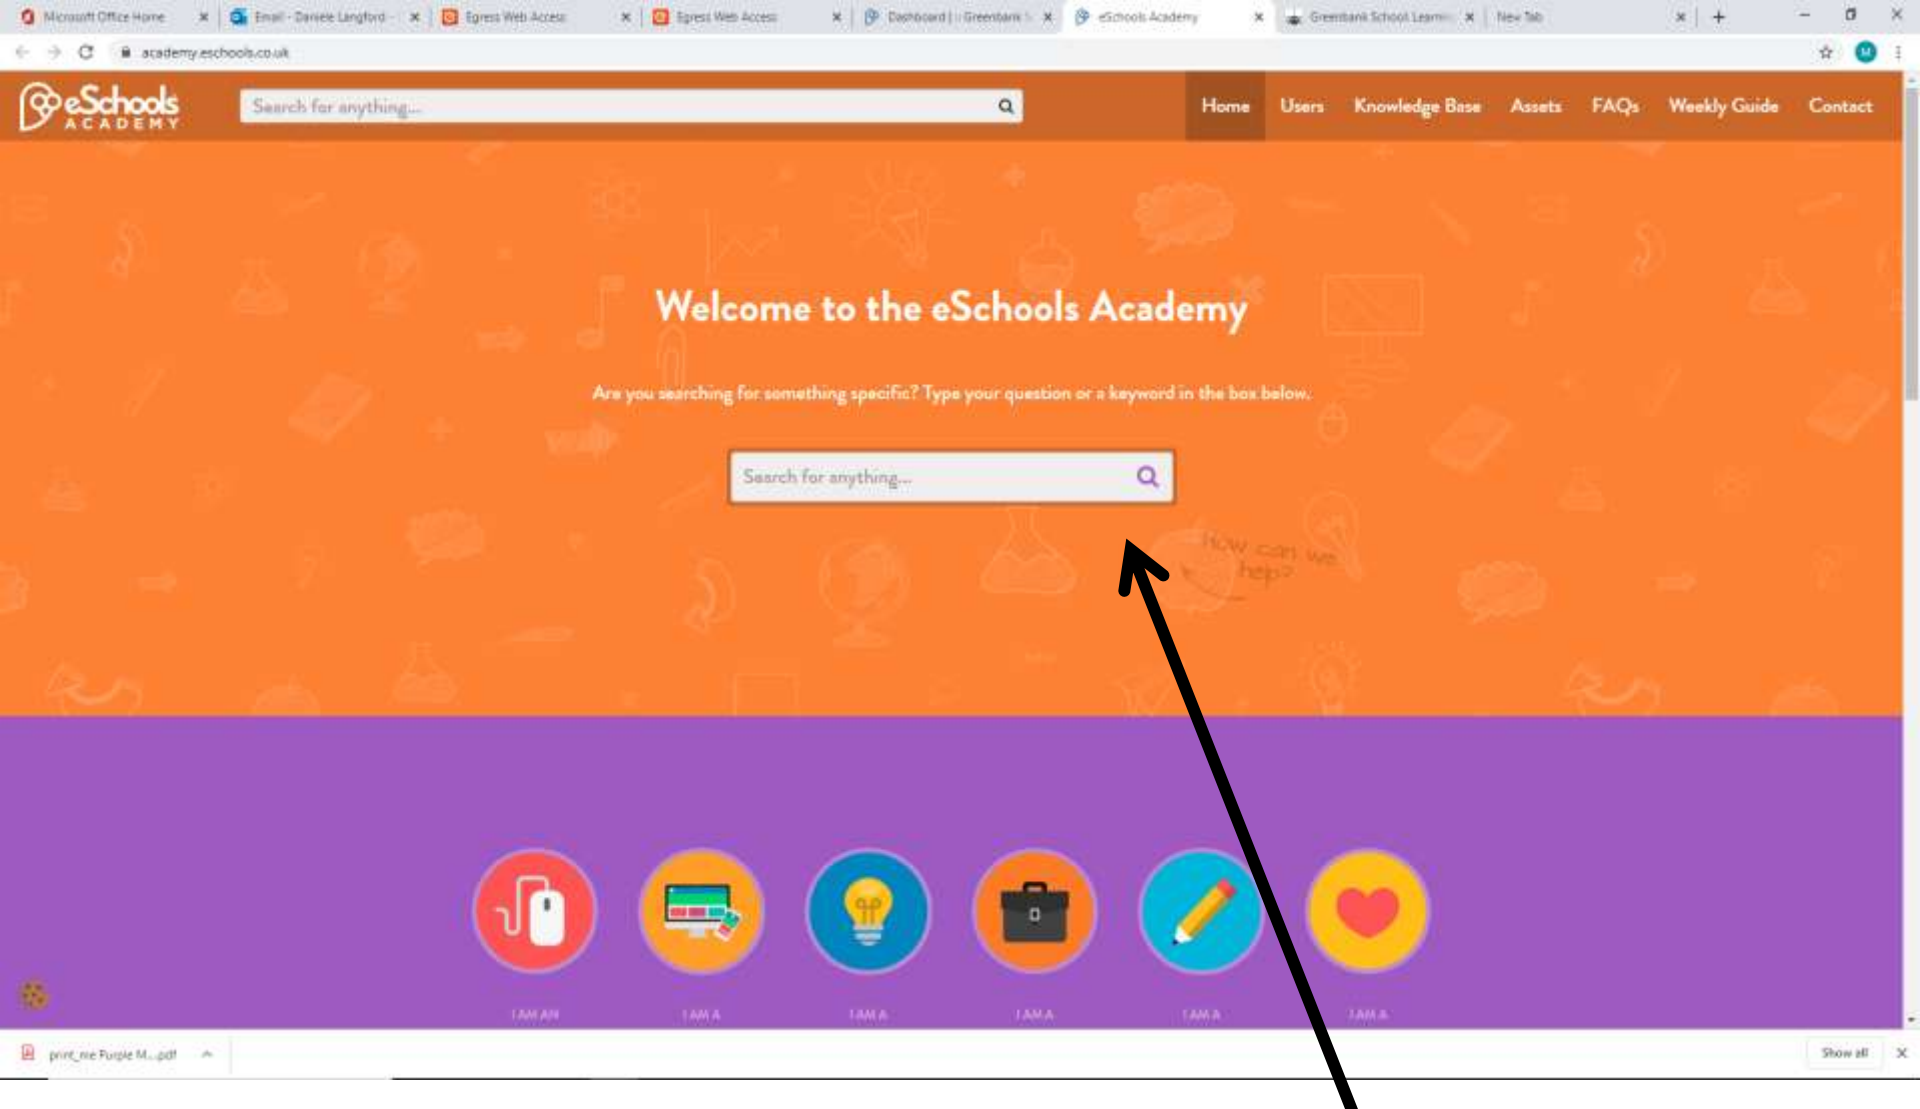 Microsoft Office Home
Email - Daniele Langford -
Egress Web Access
Egress Web Access
Dashboard | :: Greenbank S
eSchools Academy
Greenbank School Learni
New Tab
academy.eschools.co.uk
M
eSchools
ACADEMY
Search for anything...
Home
Users
Knowledge Base
Assets
FAQs
Weekly Guide
Contact
Welcome to the eSchools Academy
Are you searching for something specific? Type your question or a keyword in the box below.
Search for anything...
How can we
help?
I AM AN
I AM A
I AM A
I AM A
I AM A
I AM A
print_me Purple M....pdf
Show all